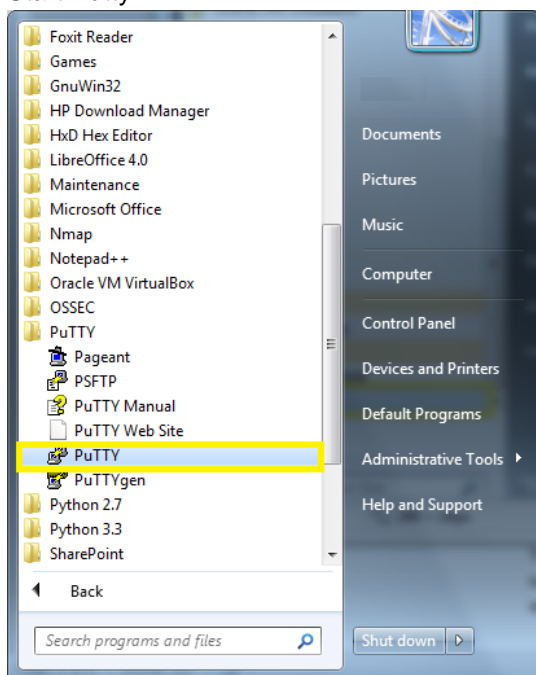 Foxit Reader
Games
GnuWin32
HP Download Manager
HxD Hex Editor
LibreOffice 4.0
Maintenance
Microsoft Office
Nmap
Notepad++
Oracle VM VirtualBox
OSSEC
PuTTY
Pageant
PSFTP
PuTTY Manual
PuTTY Web Site
PuTTY
PuTTYgen
Python 2.7
Python 3.3
SharePoint
Back
Search programs and files
Documents
Pictures
Music
Computer
Control Panel
Devices and Printers
Default Programs
Administrative Tools
Help and Support
Shut down